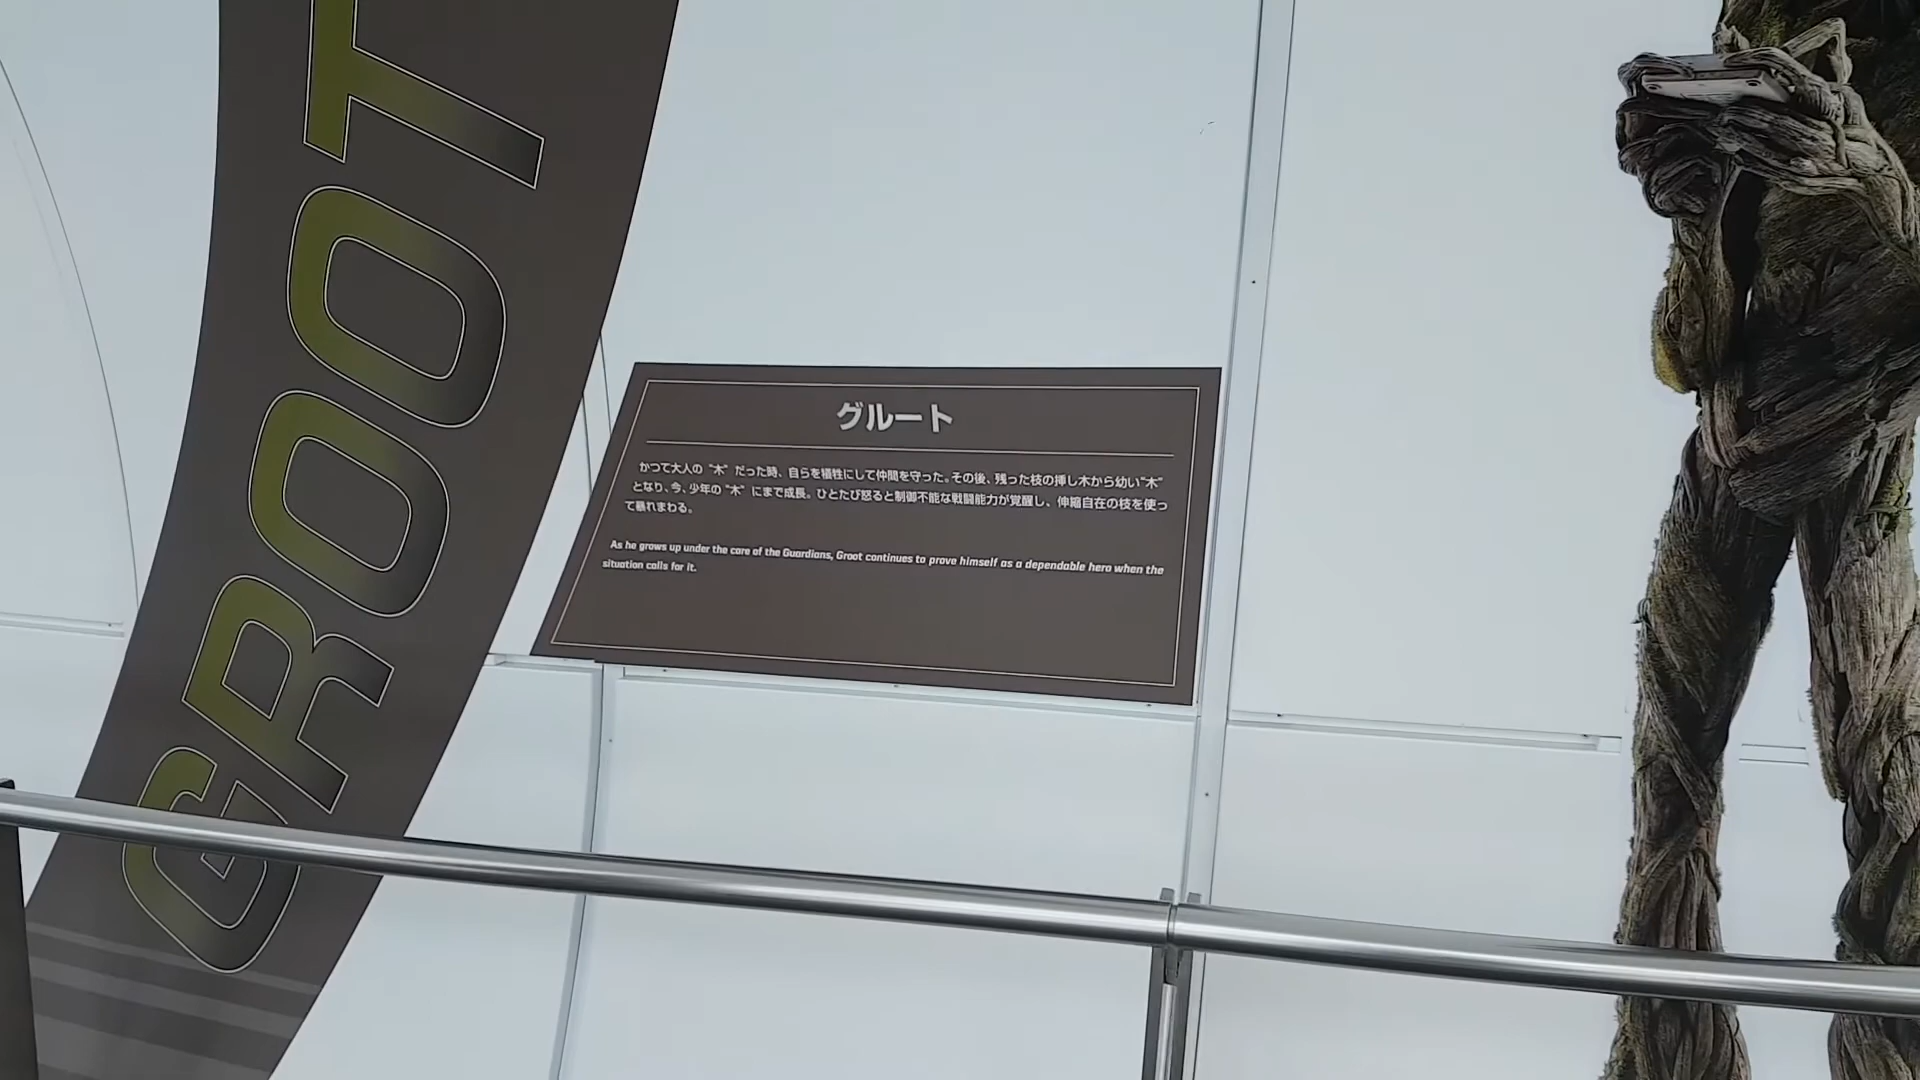 GROOT
グルート
かつて大人の“木”だった時、自らを犠牲にして仲間を守った。その後、残った枝の挿し木から幼い“木”
となり、今、少年の“木”にまで成長。ひとたび怒ると制御不能な戦闘能力が覚醒し、伸縮自在の枝を使っ
て暴れまわる。
As he grows up under the care of the Guardians, Groot continues to prove himself as a dependable hero when the
situation calls for it.